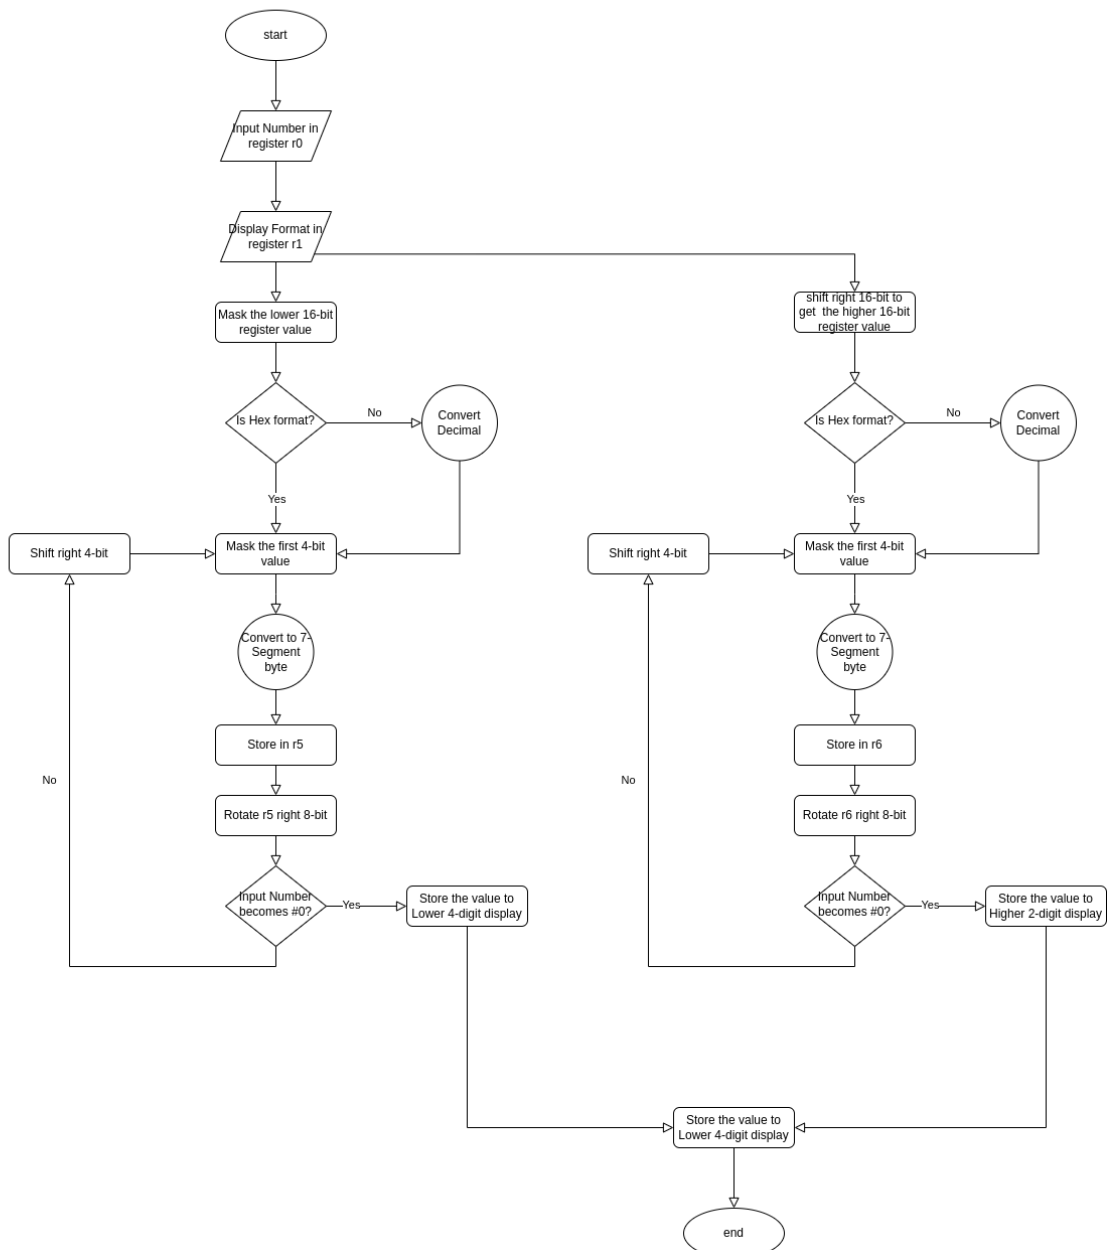 start
Input Number in
register r0
Display Format in
register r1
Mask the lower 16-bit
register value
shift right 16-bit to
get the higher 16-bit
register value
Is Hex format?
No
Convert
Decimal
Is Hex format?
No
Convert
Decimal
Yes
Yes
Shift right 4-bit
Mask the first 4-bit
value
Shift right 4-bit
Mask the first 4-bit
value
Convert to 7-
Segment
byte
Convert to 7-
Segment
byte
Store in r5
Store in r6
No
No
Rotate r5 right 8-bit
Rotate r6 right 8-bit
Input Number
becomes #0?
Yes
Store the value to
Lower 4-digit display
Input Number
becomes #0?
Yes
Store the value to
Higher 2-digit display
Store the value to
Lower 4-digit display
end